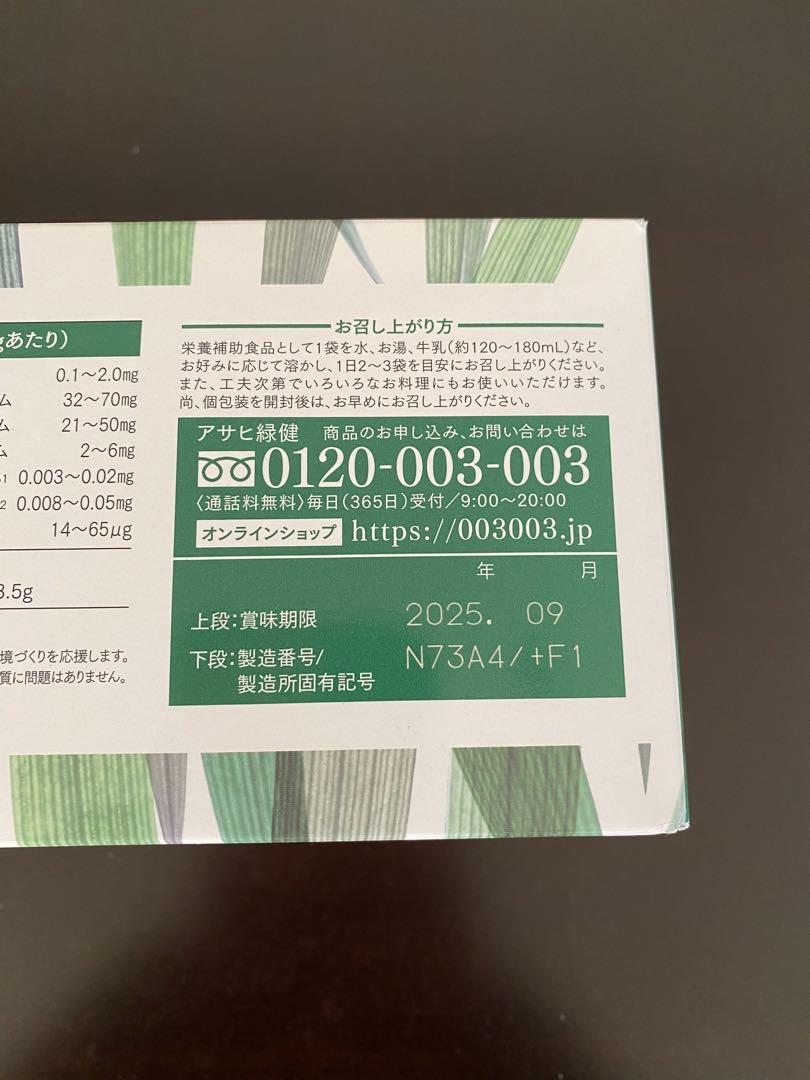 gあたり）
0.1～2.0mg
ム 32～70mg
ム 21～50mg
ム 2～6mg
1 0.003～0.02mg
2 0.008～0.05mg
14～65μg
3.5g
境づくりを応援します。
質に問題はありません。
お召し上がり方
栄養補助食品として1袋を水、お湯、牛乳（約120～180mL）など、
お好みに応じて溶かし、1日2～3袋を目安にお召し上がりください。
また、工夫次第でいろいろなお料理にもお使いいただけます。
尚、個包装を開封後は、お早めにお召し上がりください。
アサヒ緑健 商品のお申し込み、お問い合わせは
0120-003-003
〈通話料無料〉毎日（365日）受付／9:00～20:00
オンラインショップ https://003003.jp
年 月
上段：賞味期限 2025. 09
下段：製造番号/ N73A4/+F1
製造所固有記号